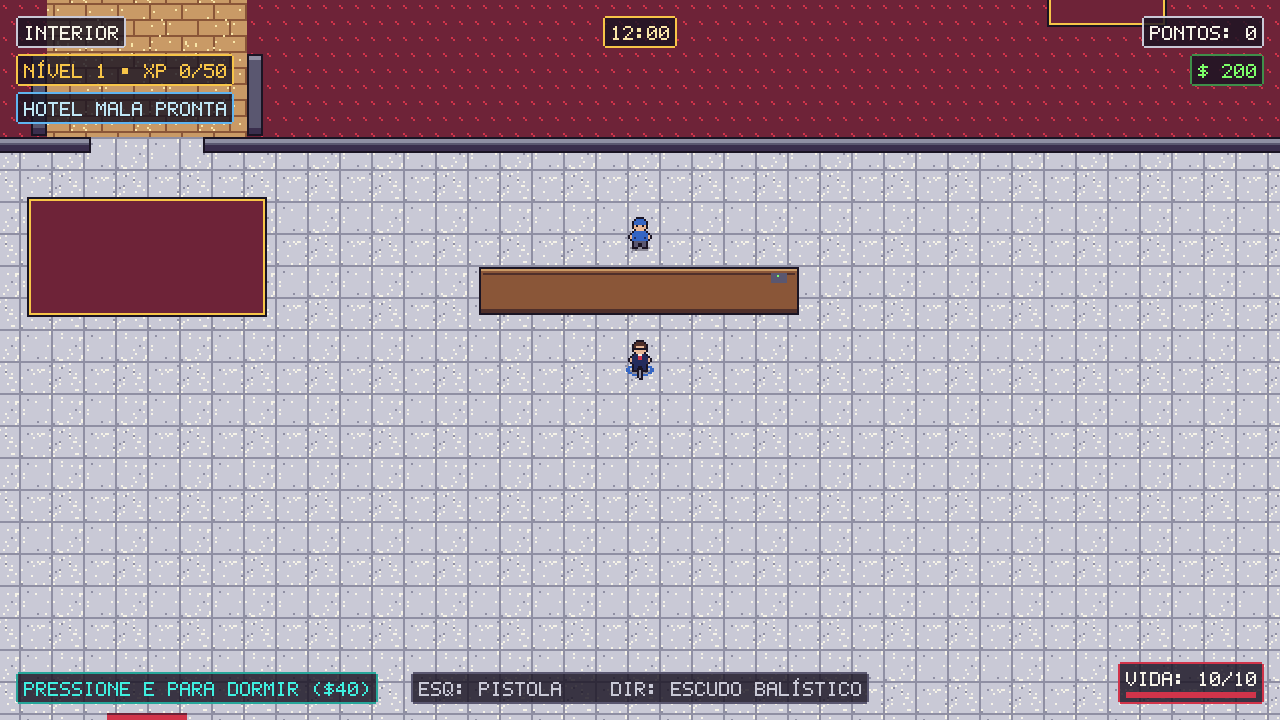 INTERIOR
12:00
PONTOS: 0
NÍVEL 1 ▪ XP 0/50
$ 200
HOTEL MALA PRONTA
PRESSIONE E PARA DORMIR ($40)
ESQ: PISTOLA DIR: ESCUDO BALÍSTICO
VIDA: 10/10